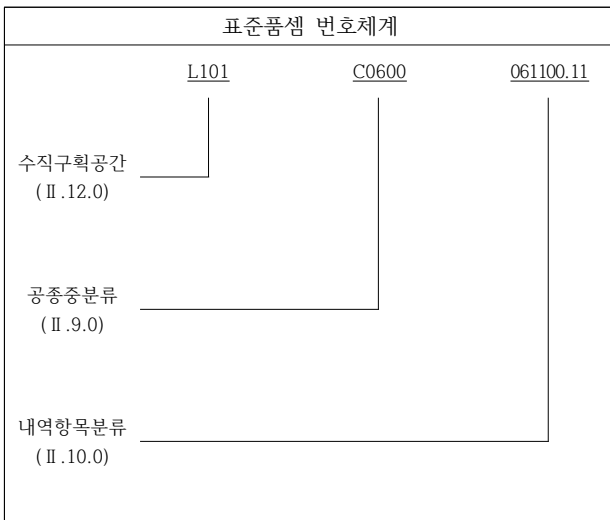 표준품셈 번호체계
L101 C0600 061100.11
수직구획공간
(Ⅱ.12.0)
공종중분류
(Ⅱ.9.0)
내역항목분류
(Ⅱ.10.0)